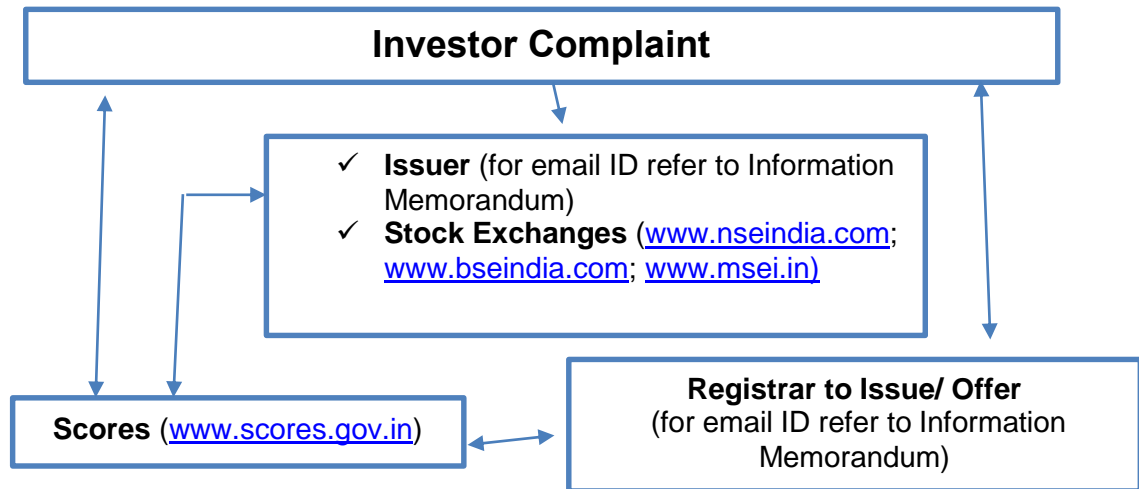 Investor Complaint
✓ Issuer (for email ID refer to Information
Memorandum)
✓ Stock Exchanges (www.nseindia.com;
www.bseindia.com; www.msei.in)
Registrar to Issue/ Offer
(for email ID refer to Information
Memorandum)
Scores (www.scores.gov.in)